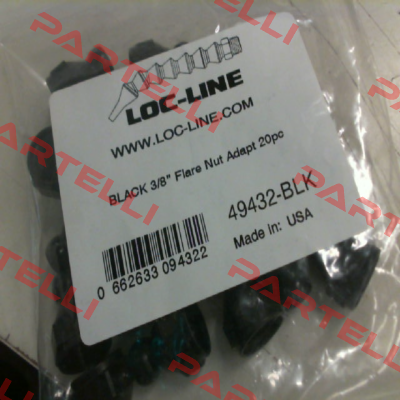 LOC-LINE
WWW.LOC-LINE.COM
BLACK 3/8" Flare Nut Adapt 20pc
49432-BLK
Made In: USA
0 662633 094322
PARTELLI
PARTELLI
PARTELLI
PARTELLI
PARTELLI